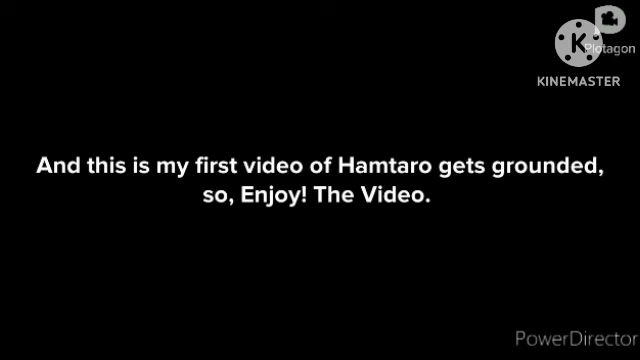 Plotagon
KINEMASTER
And this is my first video of Hamtaro gets grounded,
so, Enjoy! The Video.
PowerDirector